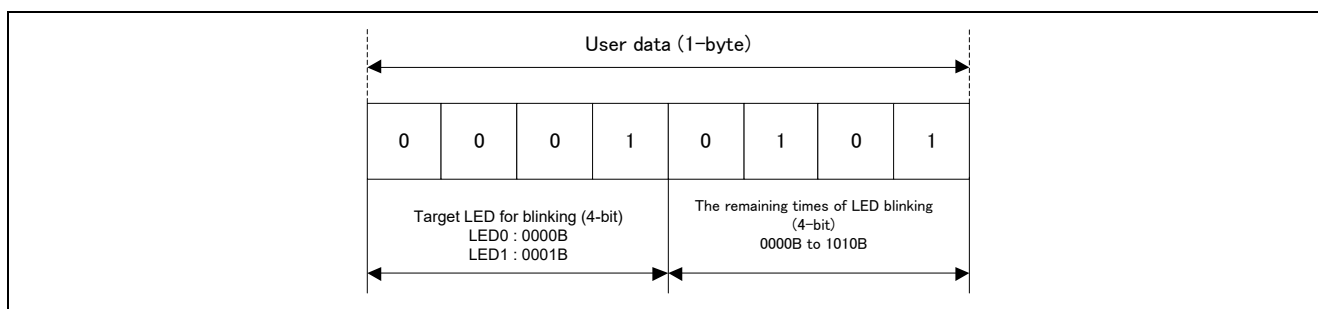 User data (1-byte)
0 0 0 1 0 1 0 1
Target LED for blinking (4-bit)
LED0 : 0000B
LED1 : 0001B
The remaining times of LED blinking
(4-bit)
0000B to 1010B